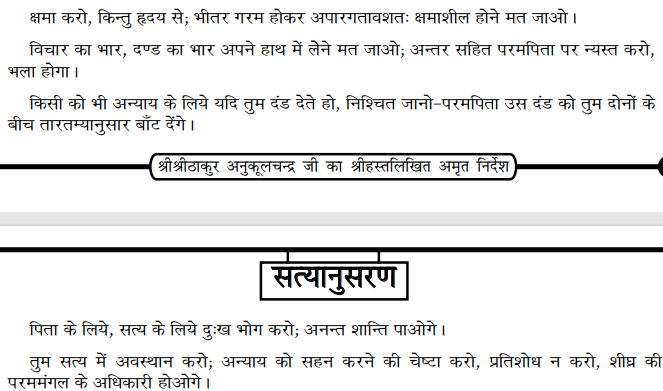 क्षमा करो, किन्तु हृदय से; भीतर गरम होकर अपारगतावशतः क्षमाशील होने मत जाओ।
विचार का भार, दण्ड का भार अपने हाथ में लेने मत जाओ; अन्तर सहित परमपिता पर न्यस्त करो,
भला होगा।
किसी को भी अन्याय के लिये यदि तुम दंड देते हो, निश्चित जानो-परमपिता उस दंड को तुम दोनों के
बीच तारतम्यानुसार बाँट देंगे।
श्रीश्रीठाकुर अनुकूलचन्द्र जी का श्रीहस्तलिखित अमृत निर्देश
सत्यानुसरण
पिता के लिये, सत्य के लिये दुःख भोग करो; अनन्त शान्ति पाओगे।
तुम सत्य में अवस्थान करो; अन्याय को सहन करने की चेष्टा करो, प्रतिशोध न करो, शीघ्र की
परममंगल के अधिकारी होओगे।